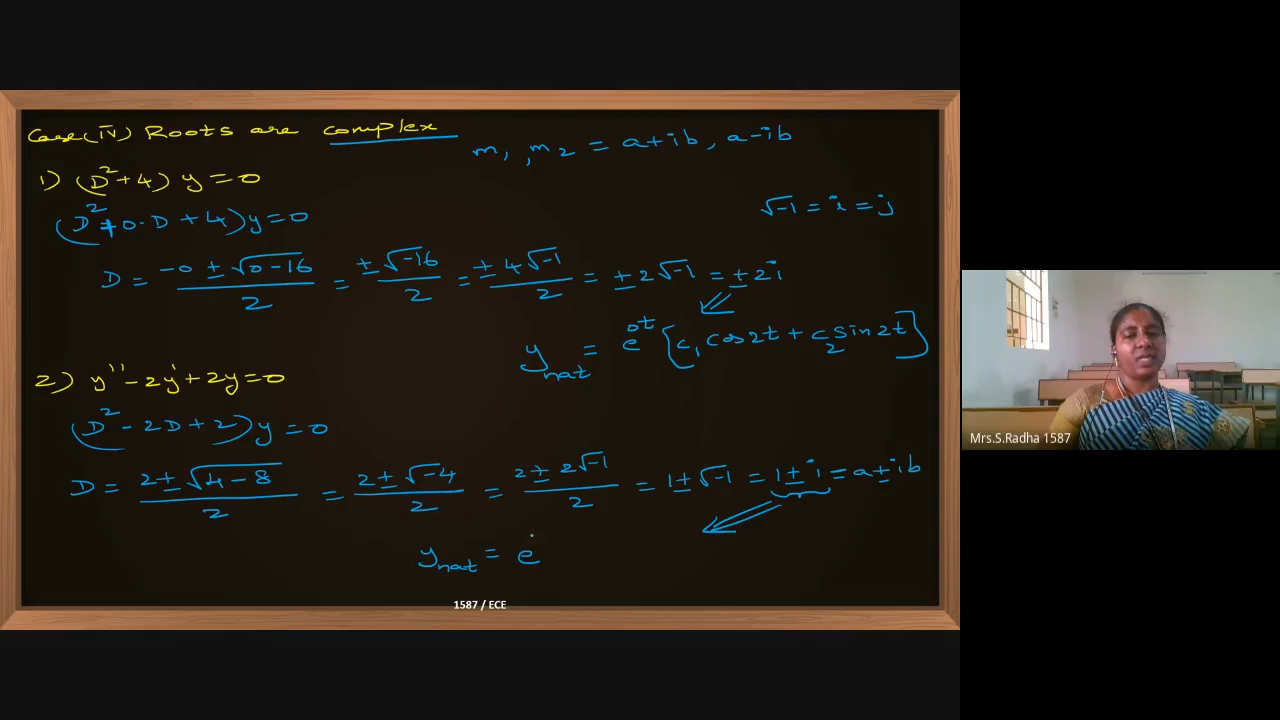 Case(IV) Roots are complex
m1, m2 = a+ib, a-ib
1) (D²+4) y = 0
(D²+0·D+4)y=0
√-1 = i = j
D = -0 ± √0-16 / 2 = ± √-16 / 2 = ± 4√-1 / 2 = ± 2√-1 = ± 2i
y_nat = e^0t [c1 cos2t + c2 sin2t]
2) y'' - 2y' + 2y = 0
(D² - 2D + 2)y = 0
D = 2 ± √4-8 / 2 = 2 ± √-4 / 2 = 2 ± 2√-1 / 2 = 1 ± √-1 = 1 ± i = a ± ib
y_nat = e
1587 / ECE
Mrs.S.Radha 1587